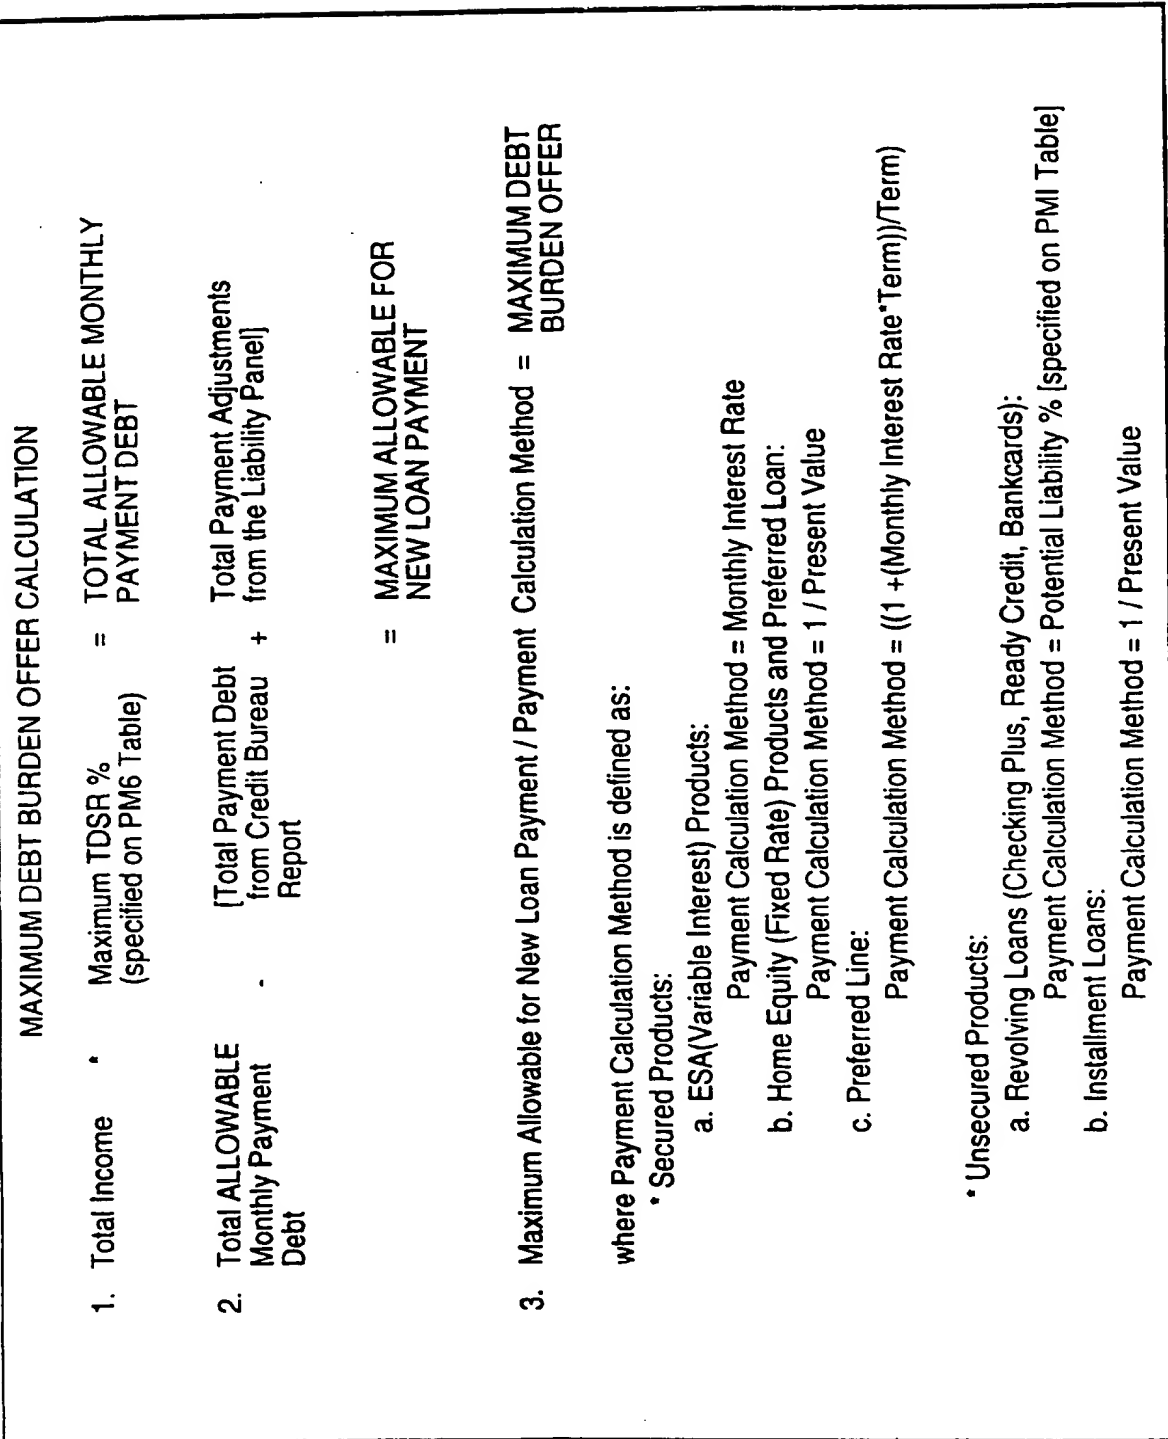 MAXIMUM DEBT BURDEN OFFER CALCULATION
1. Total Income * Maximum TDSR % = TOTAL ALLOWABLE MONTHLY
(specified on PM6 Table) PAYMENT DEBT
2. Total ALLOWABLE - [Total Payment Debt + Total Payment Adjustments
Monthly Payment from Credit Bureau from the Liability Panel]
Debt Report
= MAXIMUM ALLOWABLE FOR
NEW LOAN PAYMENT
3. Maximum Allowable for New Loan Payment / Payment Calculation Method = MAXIMUM DEBT
BURDEN OFFER
where Payment Calculation Method is defined as:
* Secured Products:
a. ESA(Variable Interest) Products:
Payment Calculation Method = Monthly Interest Rate
b. Home Equity (Fixed Rate) Products and Preferred Loan:
Payment Calculation Method = 1 / Present Value
c. Preferred Line:
Payment Calculation Method = ((1 +(Monthly Interest Rate*Term))/Term)
* Unsecured Products:
a. Revolving Loans (Checking Plus, Ready Credit, Bankcards):
Payment Calculation Method = Potential Liability % [specified on PMI Table]
b. Installment Loans:
Payment Calculation Method = 1 / Present Value